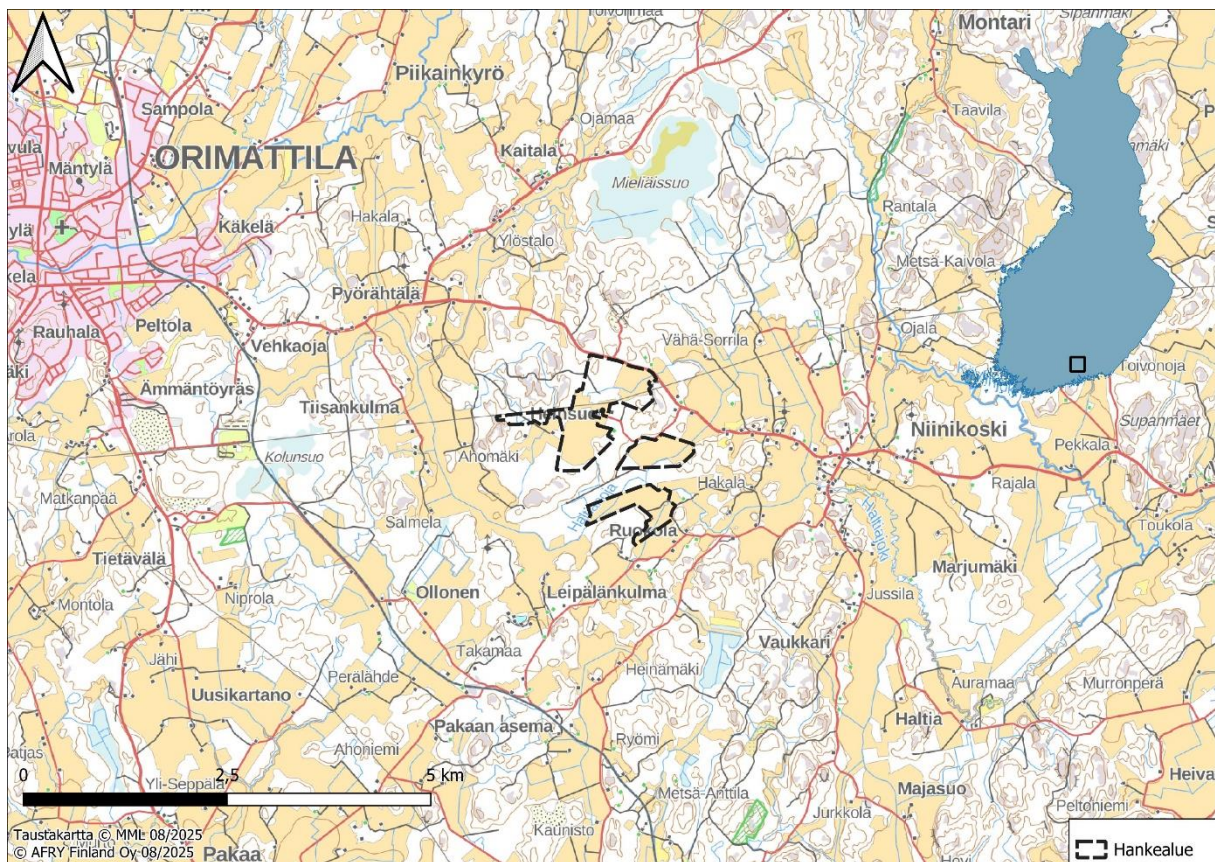 Montari
Sipanmäki
Piikainkyrö
Sampola
Ojamaa
Taavila
ORIMATTILA
Mäntylä
Kaitala
Mieliäissuo
Rantala
Hakala
Käkelä
Ylöstalo
Metsä-Kaivola
Pyörähtälä
Peltola
Rauhala
Vehkaoja
Ojala
Vähä-Sorrila
Toivonoja
Ämmäntöyräs
Tiisankulma
Niinikoski
Supanmäet
Kolunsuo
Ahomäki
Pekkala
Matkanpää
Hakala
Rajala
Salmela
Haltiajoki
Ruokola
Toukola
Tietävälä
Marjumäki
Montola
Niprola
Ollonen
Leipälänkulma
Jussila
Vaukkari
Jähi
Takamaa
Heinämäki
Perälähde
Auramaa
Murronperä
Uusikartano
Haltia
Pakaan asema
Ryömi
Ahoniemi
Yli-Seppälä
0
2,5
5 km
Metsä-Anttila
Majasuo
Peltoniemi
Jurkkola
Kaunisto
Taustakartta © MML 08/2025
© AFRY Finland Oy 08/2025
Pakaa
Hankealue